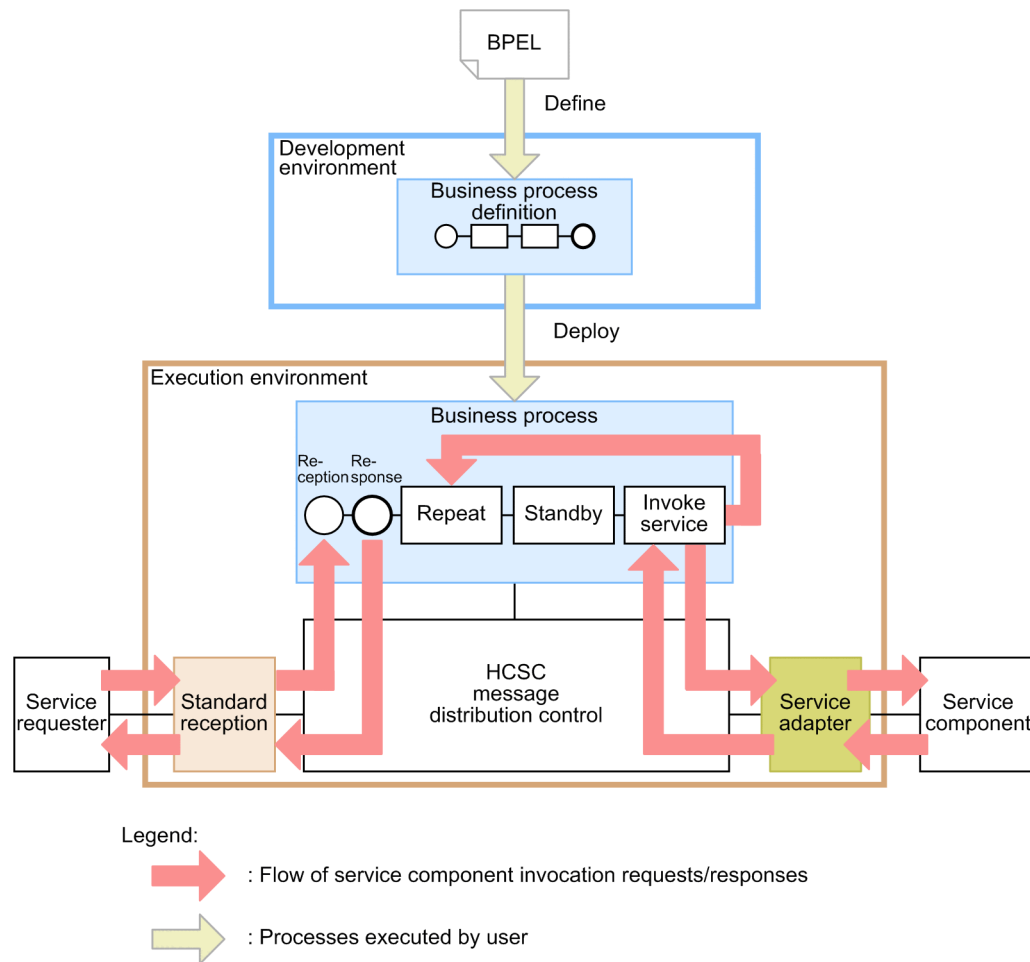 BPEL
Define
Development
environment
Business process
definition
Deploy
Execution environment
Business process
Re-
ception
Re-
sponse
Repeat
Standby
Invoke
service
Service
requester
Standard
reception
HCSC
message
distribution control
Service
adapter
Service
component
Legend:
: Flow of service component invocation requests/responses
: Processes executed by user